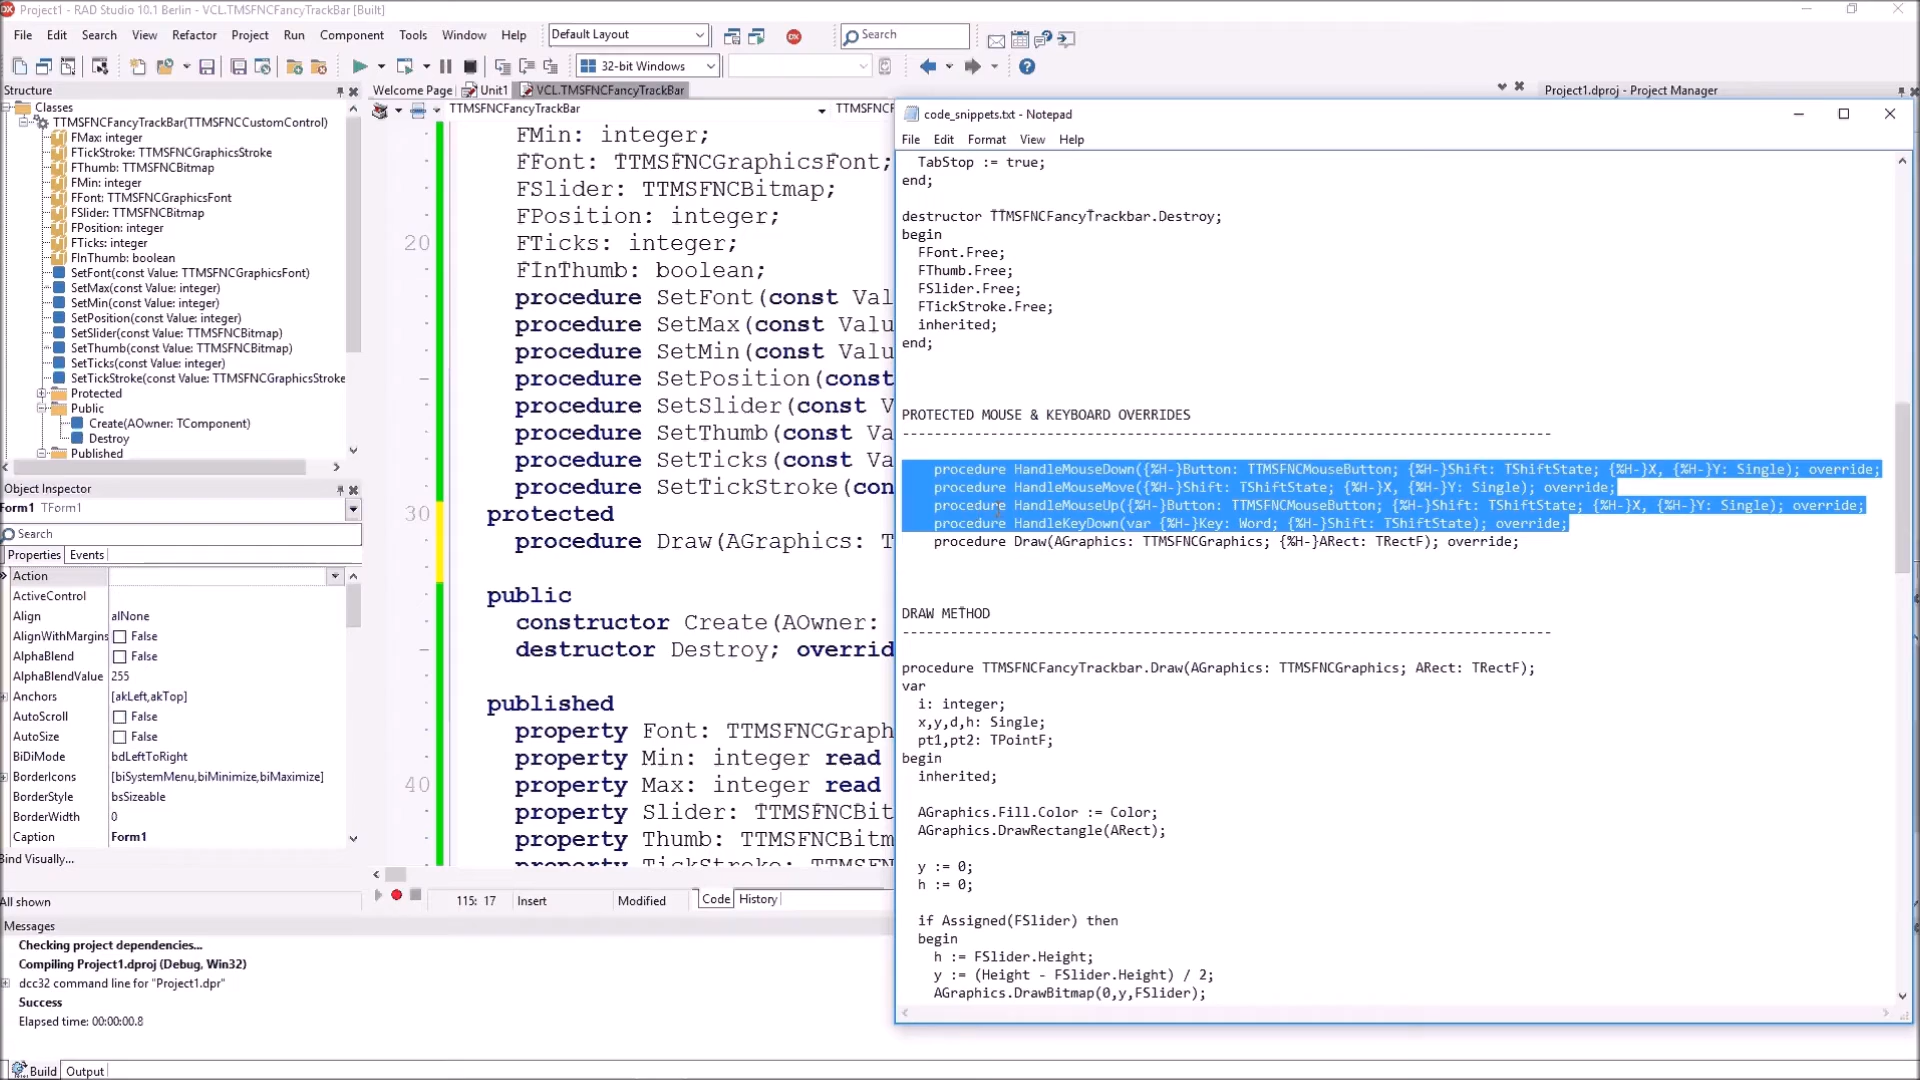 Project1 - RAD Studio 10.1 Berlin - VCL.TMSFNCFancyTrackBar [Built]
File Edit Search View Refactor Project Run Component Tools Window Help Default Layout Search
32-bit Windows
Structure
Classes
TTMSFNCFancyTrackBar(TTMSFNCCustomControl)
FMax: integer
FTickStroke: TTMSFNCGraphicsStroke
FThumb: TTMSFNCBitmap
FMin: integer
FFont: TTMSFNCGraphicsFont
FSlider: TTMSFNCBitmap
FPosition: integer
FTicks: integer
FInThumb: boolean
SetFont(const Value: TTMSFNCGraphicsFont)
SetMax(const Value: integer)
SetMin(const Value: integer)
SetPosition(const Value: integer)
SetSlider(const Value: TTMSFNCBitmap)
SetThumb(const Value: TTMSFNCBitmap)
SetTicks(const Value: integer)
SetTickStroke(const Value: TTMSFNCGraphicsStroke
Protected
Public
Create(AOwner: TComponent)
Destroy
Published
Object Inspector
Form1 TForm1
Search
Properties Events
Action
ActiveControl
Align alNone
AlignWithMargins False
AlphaBlend False
AlphaBlendValue 255
Anchors [akLeft,akTop]
AutoScroll False
AutoSize False
BiDiMode bdLeftToRight
BorderIcons [biSystemMenu,biMinimize,biMaximize]
BorderStyle bsSizeable
BorderWidth 0
Caption Form1
Bind Visually...
All shown
Welcome Page Unit1 VCL.TMSFNCFancyTrackBar
TTMSFNCFancyTrackBar TTMSFNCF
FMin: integer;
FFont: TTMSFNCGraphicsFont;
FSlider: TTMSFNCBitmap;
FPosition: integer;
20 FTicks: integer;
FInThumb: boolean;
procedure SetFont(const Val
procedure SetMax(const Valu
procedure SetMin(const Valu
procedure SetPosition(const
procedure SetSlider(const V
procedure SetThumb(const Va
procedure SetTicks(const Va
procedure SetTickStroke(con
30 protected
procedure Draw(AGraphics: T
public
constructor Create(AOwner:
destructor Destroy; overrid
published
property Font: TTMSFNCGraph
property Min: integer read
40 property Max: integer read
property Slider: TTMSFNCBit
property Thumb: TTMSFNCBitm
property TickStroke: TTMSFN
115: 17 Insert Modified Code History
Project1.dproj - Project Manager
code_snippets.txt - Notepad
File Edit Format View Help
TabStop := true;
end;
destructor TTMSFNCFancyTrackbar.Destroy;
begin
FFont.Free;
FThumb.Free;
FSlider.Free;
FTickStroke.Free;
inherited;
end;
PROTECTED MOUSE & KEYBOARD OVERRIDES
---------------------------------------------------------------------------------
procedure HandleMouseDown({%H-}Button: TTMSFNCMouseButton; {%H-}Shift: TShiftState; {%H-}X, {%H-}Y: Single); override;
procedure HandleMouseMove({%H-}Shift: TShiftState; {%H-}X, {%H-}Y: Single); override;
procedure HandleMouseUp({%H-}Button: TTMSFNCMouseButton; {%H-}Shift: TShiftState; {%H-}X, {%H-}Y: Single); override;
procedure HandleKeyDown(var {%H-}Key: Word; {%H-}Shift: TShiftState); override;
procedure Draw(AGraphics: TTMSFNCGraphics; {%H-}ARect: TRectF); override;
DRAW METHOD
---------------------------------------------------------------------------------
procedure TTMSFNCFancyTrackbar.Draw(AGraphics: TTMSFNCGraphics; ARect: TRectF);
var
i: integer;
x,y,d,h: Single;
pt1,pt2: TPointF;
begin
inherited;
AGraphics.Fill.Color := Color;
AGraphics.DrawRectangle(ARect);
y := 0;
h := 0;
if Assigned(FSlider) then
begin
h := FSlider.Height;
y := (Height - FSlider.Height) / 2;
AGraphics.DrawBitmap(0,y,FSlider);
Messages
Checking project dependencies...
Compiling Project1.dproj (Debug, Win32)
dcc32 command line for "Project1.dpr"
Success
Elapsed time: 00:00:00.8
Build Output